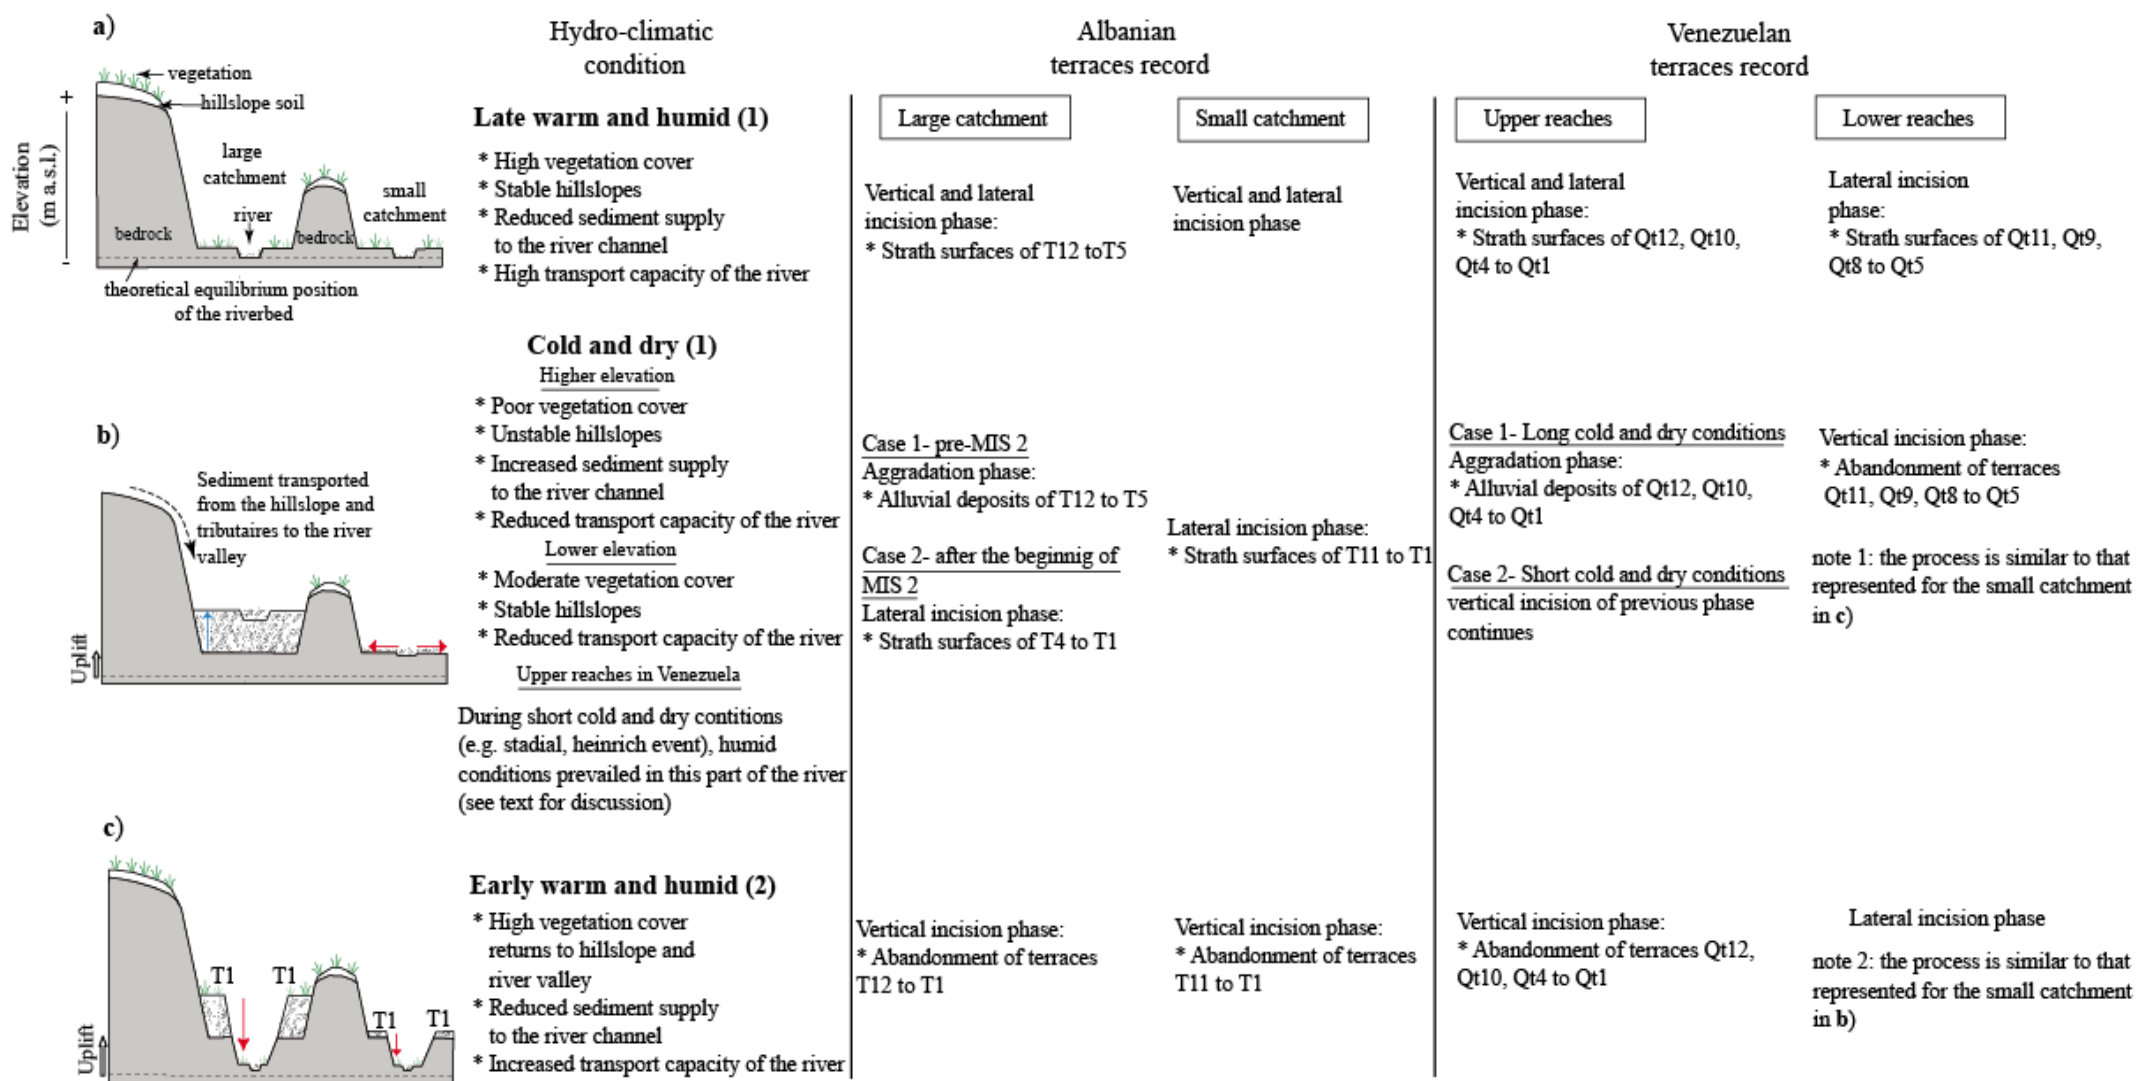 a)
vegetation
hillslope soil
+
Elevation
(m a.s.l.)
-
large
catchment
small
catchment
river
bedrock
bedrock
theoretical equilibrium position
of the riverbed
Hydro-climatic
condition
Late warm and humid (1)
* High vegetation cover
* Stable hillslopes
* Reduced sediment supply
to the river channel
* High transport capacity of the river
Albanian
terraces record
Large catchment
Vertical and lateral
incision phase:
* Strath surfaces of T12 toT5
Small catchment
Vertical and lateral
incision phase
Venezuelan
terraces record
Upper reaches
Vertical and lateral
incision phase:
* Strath surfaces of Qt12, Qt10,
Qt4 to Qt1
Lower reaches
Lateral incision
phase:
* Strath surfaces of Qt11, Qt9,
Qt8 to Qt5
b)
Sediment transported
from the hillslope and
tributaires to the river
valley
Uplift
Cold and dry (1)
Higher elevation
* Poor vegetation cover
* Unstable hillslopes
* Increased sediment supply
to the river channel
* Reduced transport capacity of the river
Lower elevation
* Moderate vegetation cover
* Stable hillslopes
* Reduced transport capacity of the river
Upper reaches in Venezuela
During short cold and dry contitions
(e.g. stadial, heinrich event), humid
conditions prevailed in this part of the river
(see text for discussion)
Case 1- pre-MIS 2
Aggradation phase:
* Alluvial deposits of T12 to T5
Case 2- after the beginnig of
MIS 2
Lateral incision phase:
* Strath surfaces of T4 to T1
Lateral incision phase:
* Strath surfaces of T11 to T1
Case 1- Long cold and dry conditions
Aggradation phase:
* Alluvial deposits of Qt12, Qt10,
Qt4 to Qt1
Case 2- Short cold and dry conditions
vertical incision of previous phase
continues
Vertical incision phase:
* Abandonment of terraces
Qt11, Qt9, Qt8 to Qt5
note 1: the process is similar to that
represented for the small catchment
in c)
c)
T1
T1
T1
T1
Uplift
Early warm and humid (2)
* High vegetation cover
returns to hillslope and
river valley
* Reduced sediment supply
to the river channel
* Increased transport capacity of the river
Vertical incision phase:
* Abandonment of terraces
T12 to T1
Vertical incision phase:
* Abandonment of terraces
T11 to T1
Vertical incision phase:
* Abandonment of terraces Qt12,
Qt10, Qt4 to Qt1
Lateral incision phase
note 2: the process is similar to that
represented for the small catchment
in b)